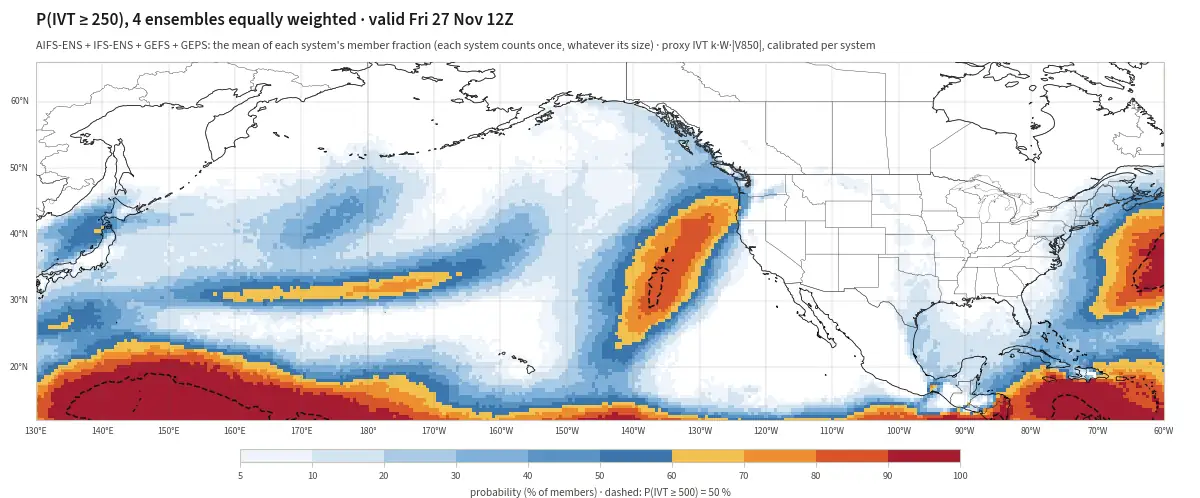 P(IVT ≥ 250), 4 ensembles equally weighted · valid Fri 27 Nov 12Z
AIFS-ENS + IFS-ENS + GEFS + GEPS: the mean of each system's member fraction (each system counts once, whatever its size) · proxy IVT k·W·|V850|, calibrated per system
60°N
50°N
40°N
30°N
20°N
130°E 140°E 150°E 160°E 170°E 180° 170°W 160°W 150°W 140°W 130°W 120°W 110°W 100°W 90°W 80°W 70°W 60°W
5 10 20 30 40 50 60 70 80 90 100
probability (% of members) · dashed: P(IVT ≥ 500) = 50 %